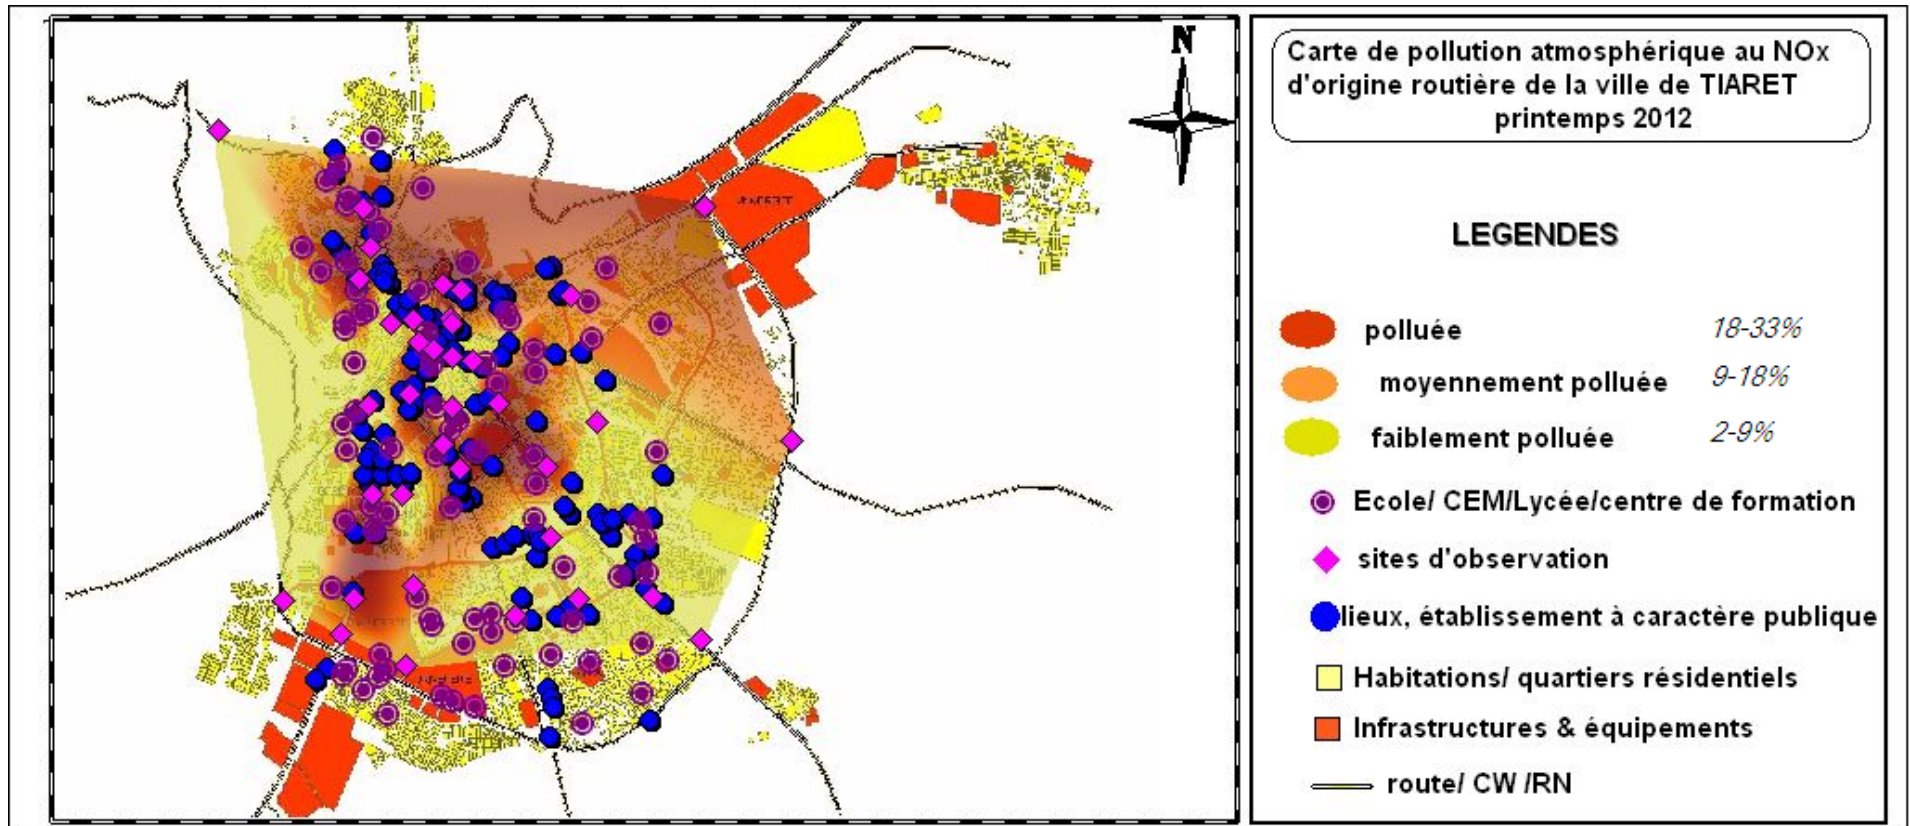 N
Carte de pollution atmosphérique au NOx
d'origine routière de la ville de TIARET
printemps 2012
LEGENDES
polluée 18-33%
moyennement polluée 9-18%
faiblement polluée 2-9%
Ecole/ CEM/Lycée/centre de formation
sites d'observation
lieux, établissement à caractère publique
Habitations/ quartiers résidentiels
Infrastructures & équipements
route/ CW /RN